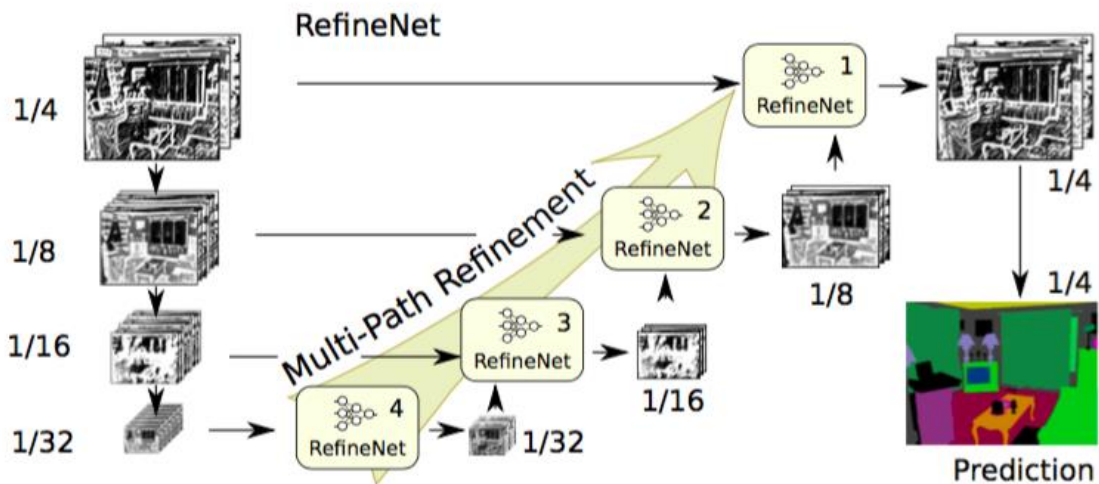 RefineNet
1/4
1
RefineNet
1/4
1/8
2
RefineNet
1/8
1/4
Multi-Path Refinement
1/16
3
RefineNet
1/16
1/32
4
RefineNet
1/32
Prediction